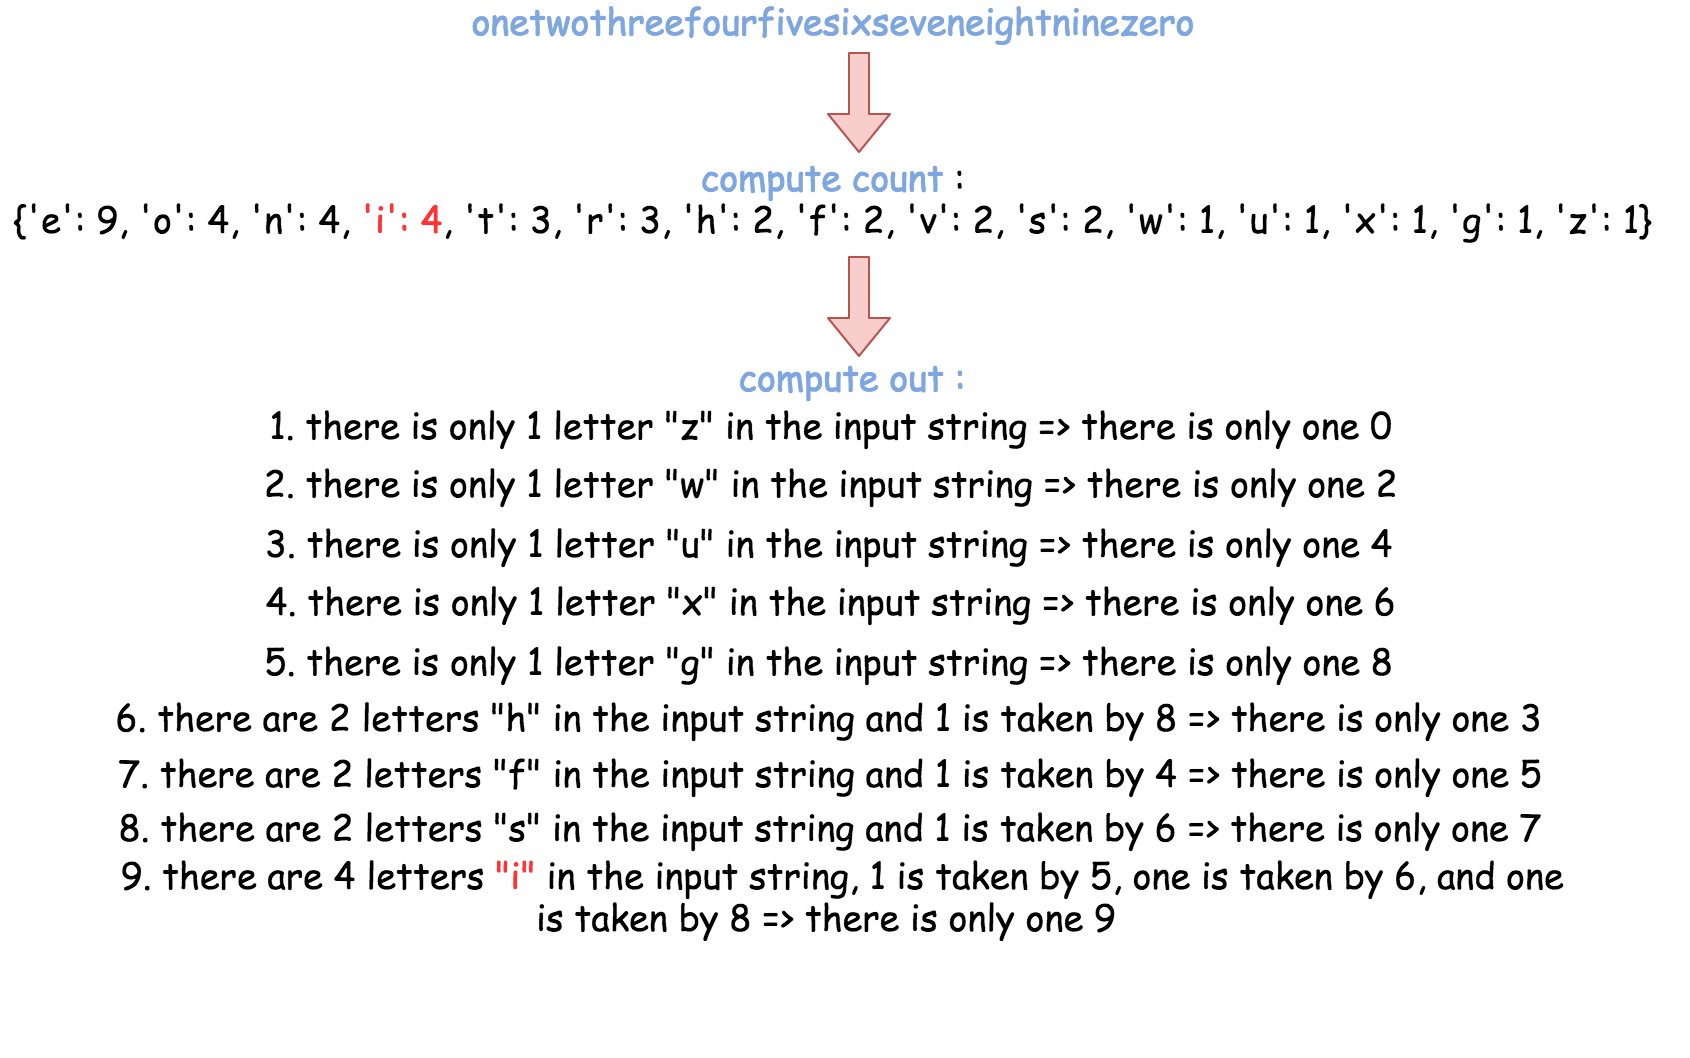 onetwothreefourfivesixseveneightninezero
compute count :
{'e': 9, 'o': 4, 'n': 4, 'i': 4, 't': 3, 'r': 3, 'h': 2, 'f': 2, 'v': 2, 's': 2, 'w': 1, 'u': 1, 'x': 1, 'g': 1, 'z': 1}
compute out :
1. there is only 1 letter "z" in the input string => there is only one 0
2. there is only 1 letter "w" in the input string => there is only one 2
3. there is only 1 letter "u" in the input string => there is only one 4
4. there is only 1 letter "x" in the input string => there is only one 6
5. there is only 1 letter "g" in the input string => there is only one 8
6. there are 2 letters "h" in the input string and 1 is taken by 8 => there is only one 3
7. there are 2 letters "f" in the input string and 1 is taken by 4 => there is only one 5
8. there are 2 letters "s" in the input string and 1 is taken by 6 => there is only one 7
9. there are 4 letters "i" in the input string, 1 is taken by 5, one is taken by 6, and one
is taken by 8 => there is only one 9